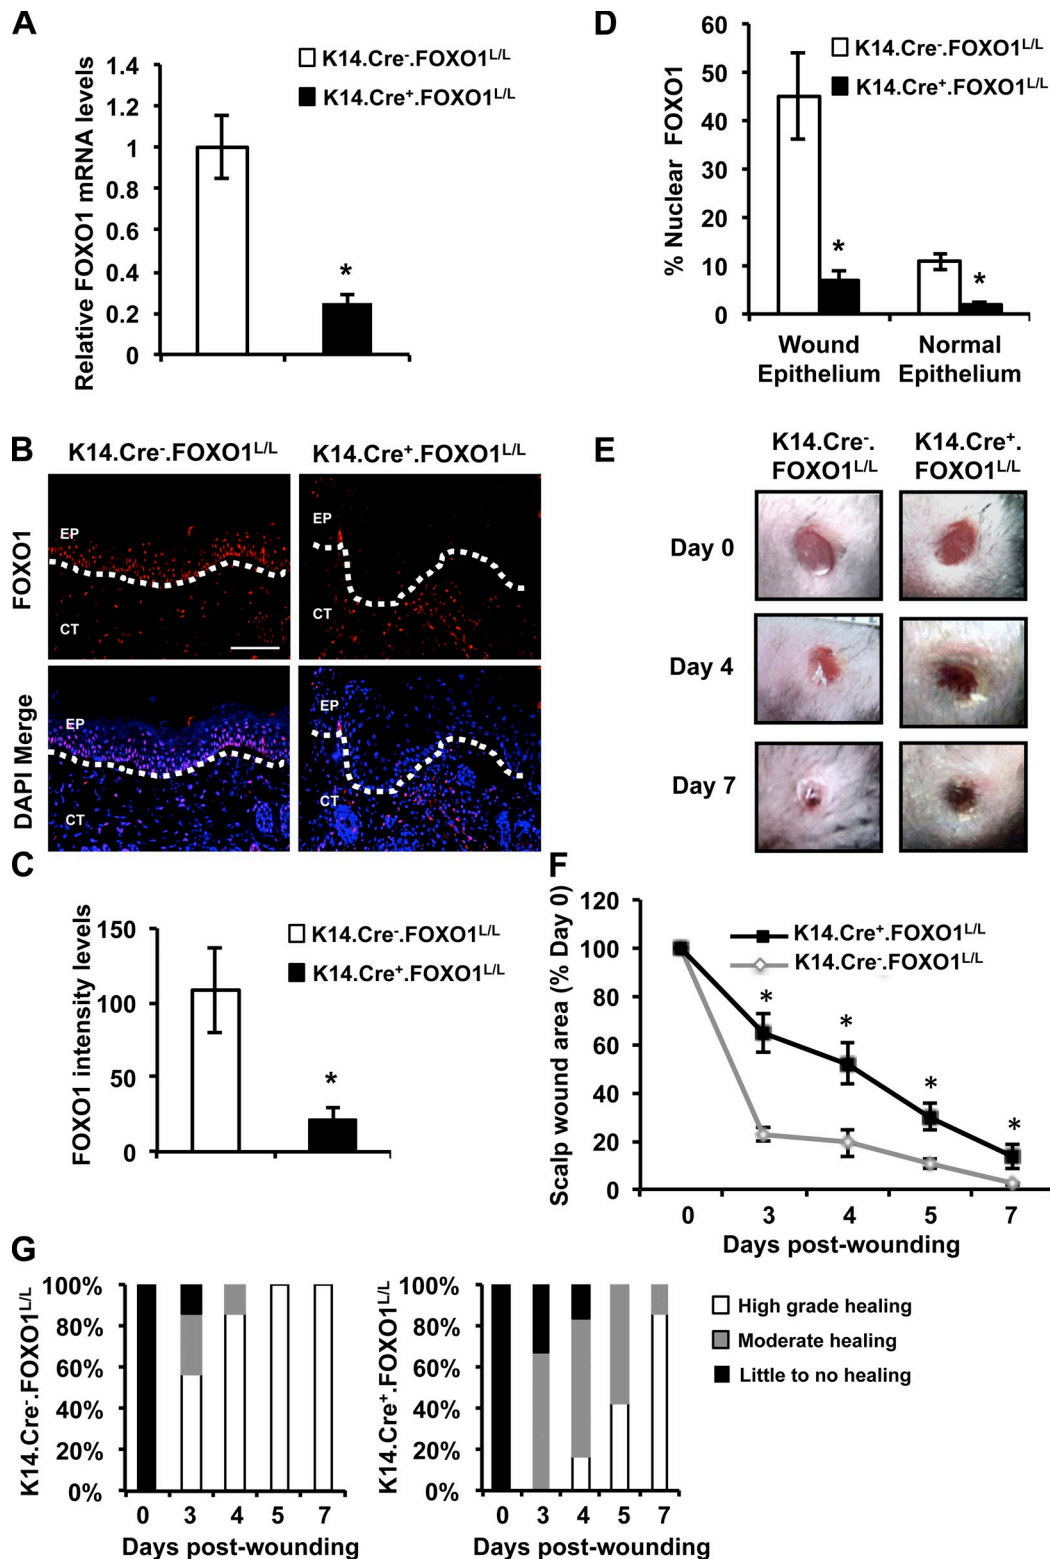 A
K14.Cre⁻.FOXO1ᴸ/ᴸ
K14.Cre⁺.FOXO1ᴸ/ᴸ
Relative FOXO1 mRNA levels
1.4
1.2
1
0.8
0.6
0.4
0.2
0
*
D
K14.Cre⁻.FOXO1ᴸ/ᴸ
K14.Cre⁺.FOXO1ᴸ/ᴸ
% Nuclear FOXO1
60
50
40
30
20
10
0
*
*
Wound Normal
Epithelium Epithelium
B
K14.Cre⁻.FOXO1ᴸ/ᴸ K14.Cre⁺.FOXO1ᴸ/ᴸ
FOXO1
EP
CT
EP
CT
DAPI Merge
EP
CT
EP
CT
E
K14.Cre⁻. K14.Cre⁺.
FOXO1ᴸ/ᴸ FOXO1ᴸ/ᴸ
Day 0
Day 4
Day 7
C
K14.Cre⁻.FOXO1ᴸ/ᴸ
K14.Cre⁺.FOXO1ᴸ/ᴸ
FOXO1 intensity levels
150
100
50
0
*
F
K14.Cre⁺.FOXO1ᴸ/ᴸ
K14.Cre⁻.FOXO1ᴸ/ᴸ
Scalp wound area (% Day 0)
120
100
80
60
40
20
0
* * * *
0 3 4 5 7
Days post-wounding
G
K14.Cre⁻.FOXO1ᴸ/ᴸ
100%
80%
60%
40%
20%
0%
0 3 4 5 7
Days post-wounding
K14.Cre⁺.FOXO1ᴸ/ᴸ
100%
80%
60%
40%
20%
0%
0 3 4 5 7
Days post-wounding
High grade healing
Moderate healing
Little to no healing